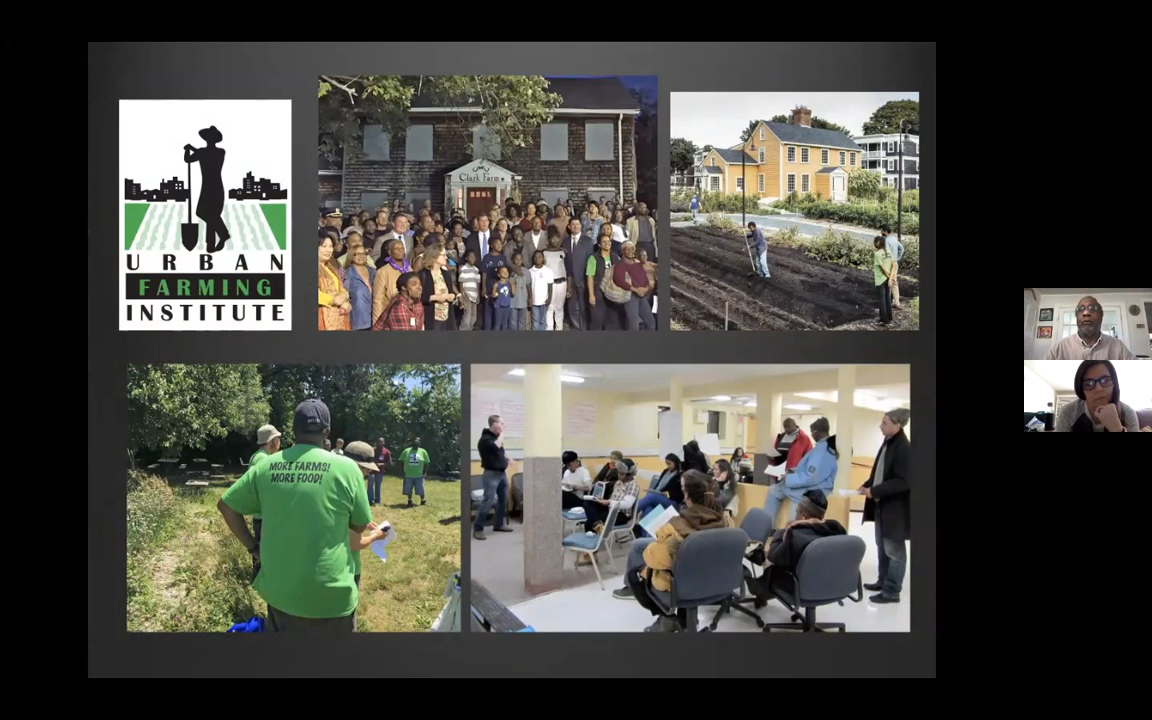 URBAN
FARMING
INSTITUTE
Clark Farm
MORE FARMS!
MORE FOOD!